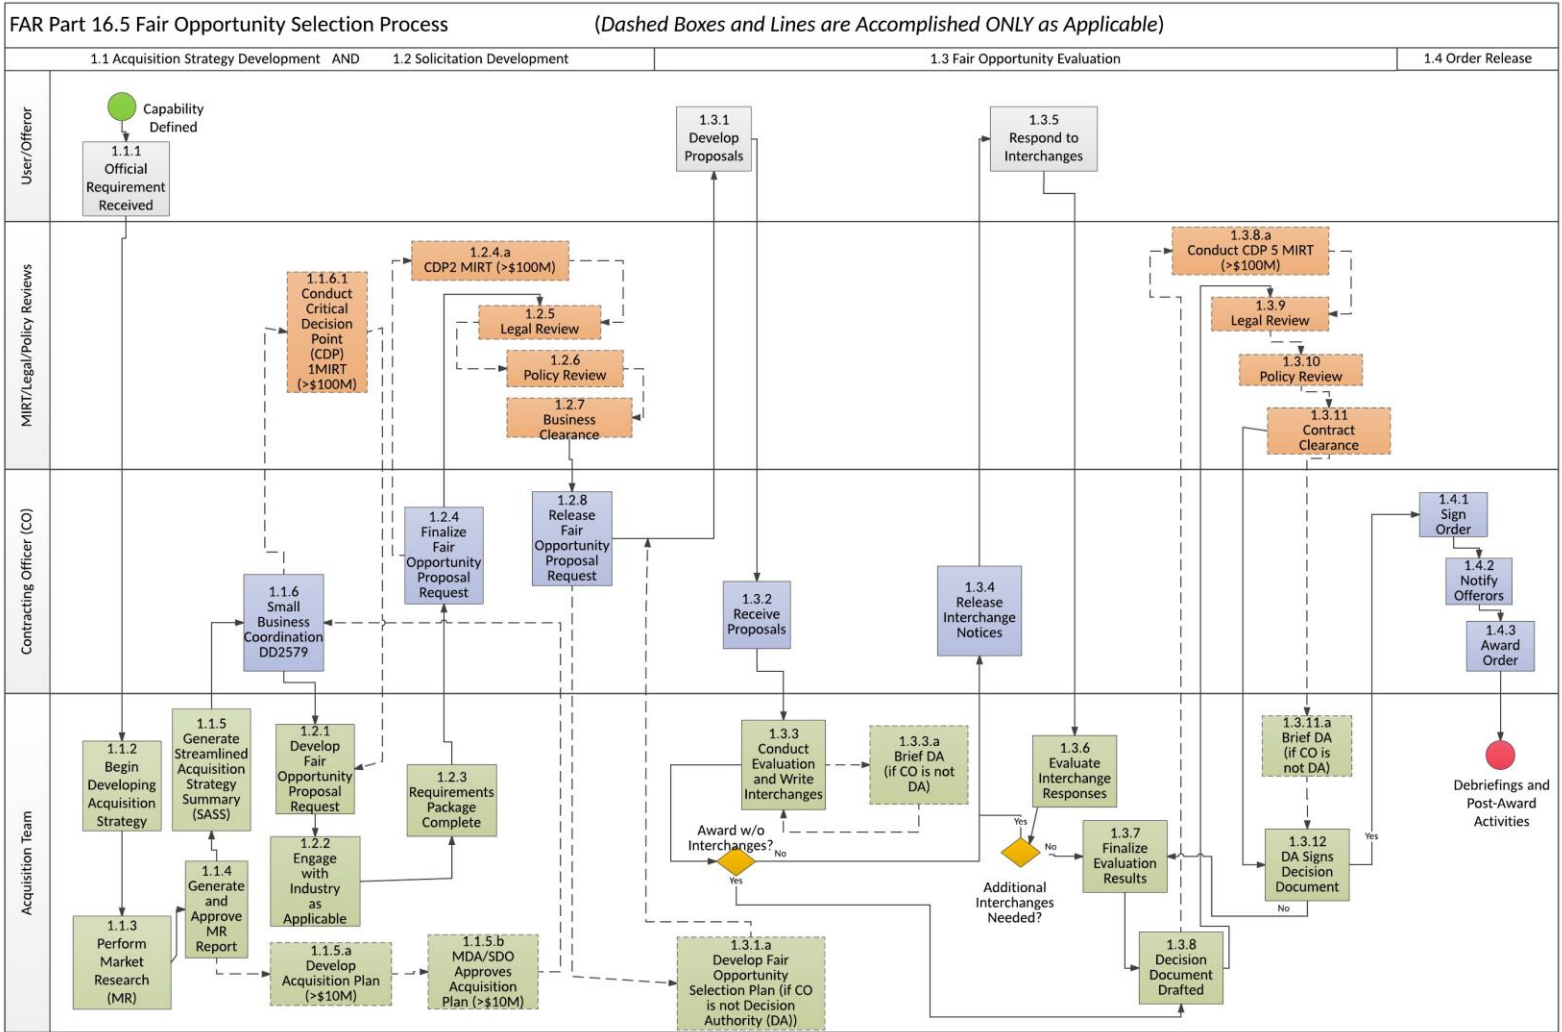 FAR Part 16.5 Fair Opportunity Selection Process
(Dashed Boxes and Lines are Accomplished ONLY as Applicable)
1.1 Acquisition Strategy Development AND
1.2 Solicitation Development
1.3 Fair Opportunity Evaluation
1.4 Order Release
User/Offeror
Capability
Defined
1.1.1
Official
Requirement
Received
1.3.1
Develop
Proposals
1.3.5
Respond to
Interchanges
MIRT/Legal/Policy Reviews
1.1.6.1
Conduct
Critical
Decision
Point
(CDP)
1MIRT
(>$100M)
1.2.4.a
CDP2 MIRT (>$100M)
1.2.5
Legal Review
1.2.6
Policy Review
1.2.7
Business
Clearance
1.3.8.a
Conduct CDP 5 MIRT
(>$100M)
1.3.9
Legal Review
1.3.10
Policy Review
1.3.11
Contract
Clearance
Contracting Officer (CO)
1.1.6
Small
Business
Coordination
DD2579
1.2.4
Finalize
Fair
Opportunity
Proposal
Request
1.2.8
Release
Fair
Opportunity
Proposal
Request
1.3.2
Receive
Proposals
1.3.4
Release
Interchange
Notices
1.4.1
Sign
Order
1.4.2
Notify
Offerors
1.4.3
Award
Order
Acquisition Team
1.1.2
Begin
Developing
Acquisition
Strategy
1.1.3
Perform
Market
Research
(MR)
1.1.5
Generate
Streamlined
Acquisition
Strategy
Summary
(SASS)
1.1.4
Generate
and
Approve
MR
Report
1.2.1
Develop
Fair
Opportunity
Proposal
Request
1.2.2
Engage
with
Industry
as
Applicable
1.2.3
Requirements
Package
Complete
1.1.5.a
Develop
Acquisition Plan
(>$10M)
1.1.5.b
MDA/SDO
Approves
Acquisition
Plan (>$10M)
1.3.3
Conduct
Evaluation
and Write
Interchanges
1.3.3.a
Brief DA
(if CO is not
DA)
Award w/o
Interchanges?
No
Yes
1.3.1.a
Develop Fair
Opportunity
Selection Plan (if CO
is not Decision
Authority (DA))
1.3.6
Evaluate
Interchange
Responses
Yes
No
Additional
Interchanges
Needed?
1.3.7
Finalize
Evaluation
Results
1.3.8
Decision
Document
Drafted
1.3.11.a
Brief DA
(if CO is
not DA)
1.3.12
DA Signs
Decision
Document
Yes
No
Debriefings and
Post-Award
Activities